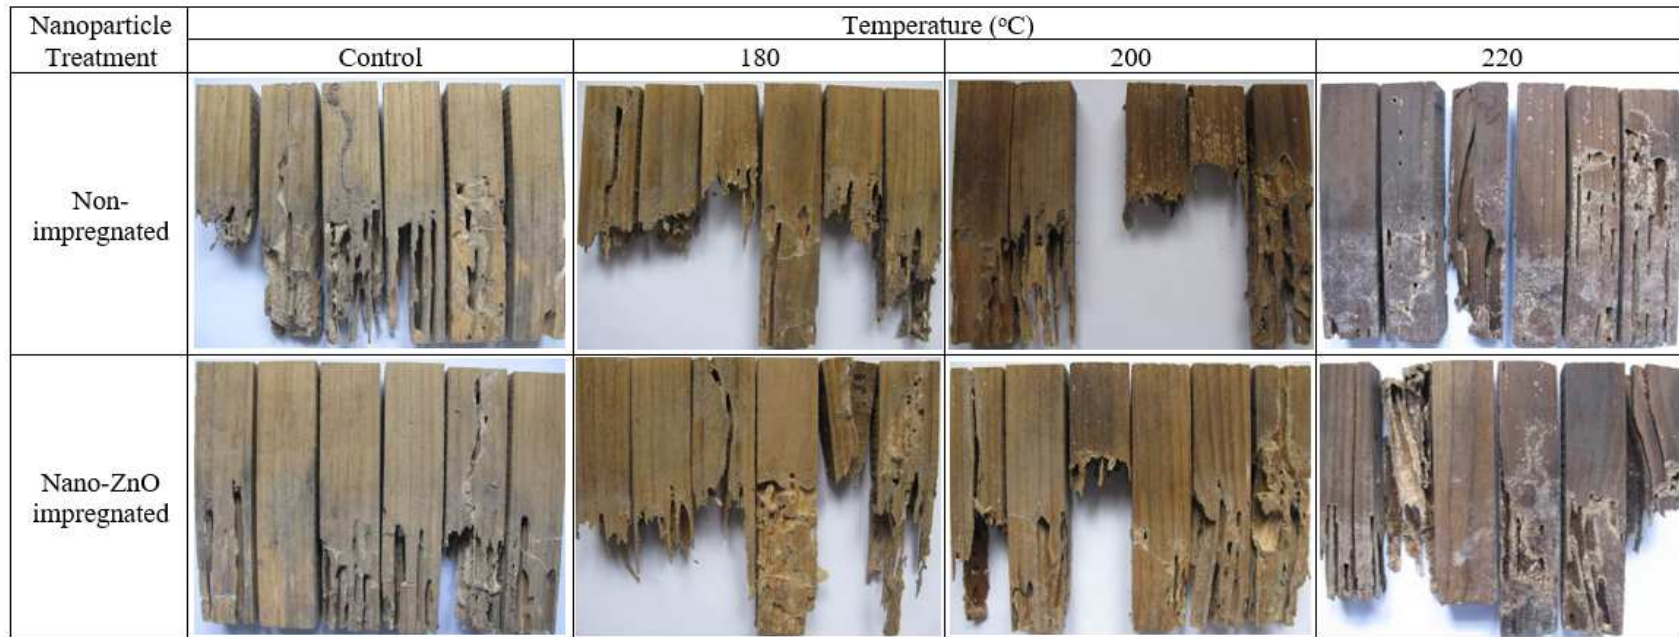 Nanoparticle
Treatment
Temperature (°C)
Control
180
200
220
Non-
impregnated
Nano-ZnO
impregnated